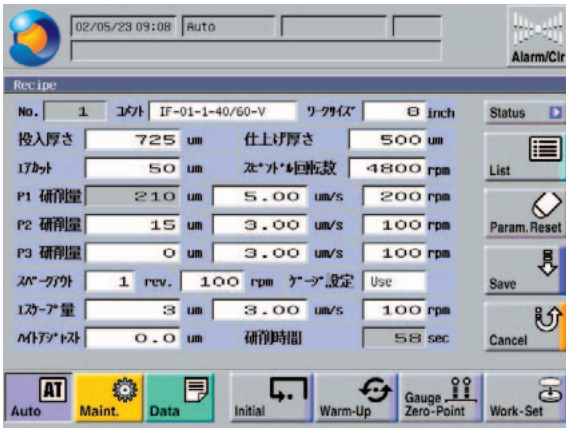 02/05/23 09:08 Auto
Alarm/Clr
Recipe
No. 1 コメント IF-01-1-40/60-V ワークサイズ 8 inch
Status
投入厚さ 725 um 仕上げ厚さ 500 um
エアカット 50 um スピンドル回転数 4800 rpm
List
P1 研削量 210 um 5.00 um/s 200 rpm
P2 研削量 15 um 3.00 um/s 100 rpm
Param.Reset
P3 研削量 0 um 3.00 um/s 100 rpm
スパークアウト 1 rev. 100 rpm ゲージ設定 Use
Save
エスケープ量 3 um 3.00 um/s 100 rpm
ハイトアジャスト 0.0 um 研削時間 58 sec
Cancel
AT
Auto Maint. Data Initial Warm-Up Gauge Zero-Point Work-Set